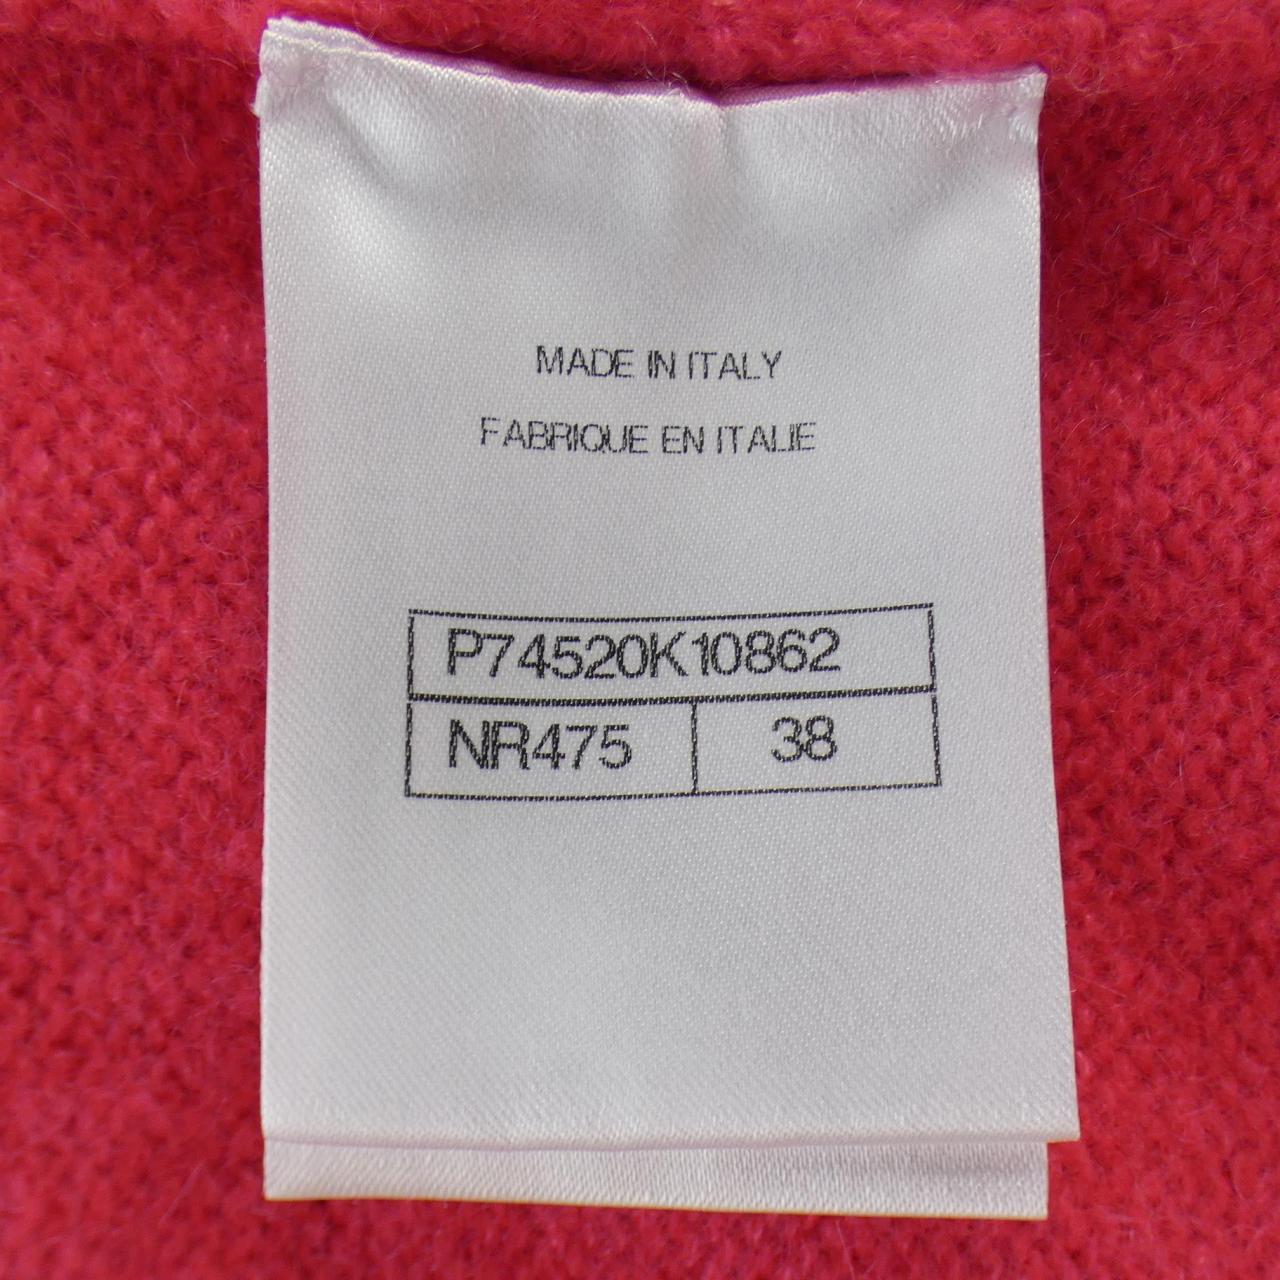 MADE IN ITALY
FABRIQUE EN ITALIE
P74520K10862
NR475 38